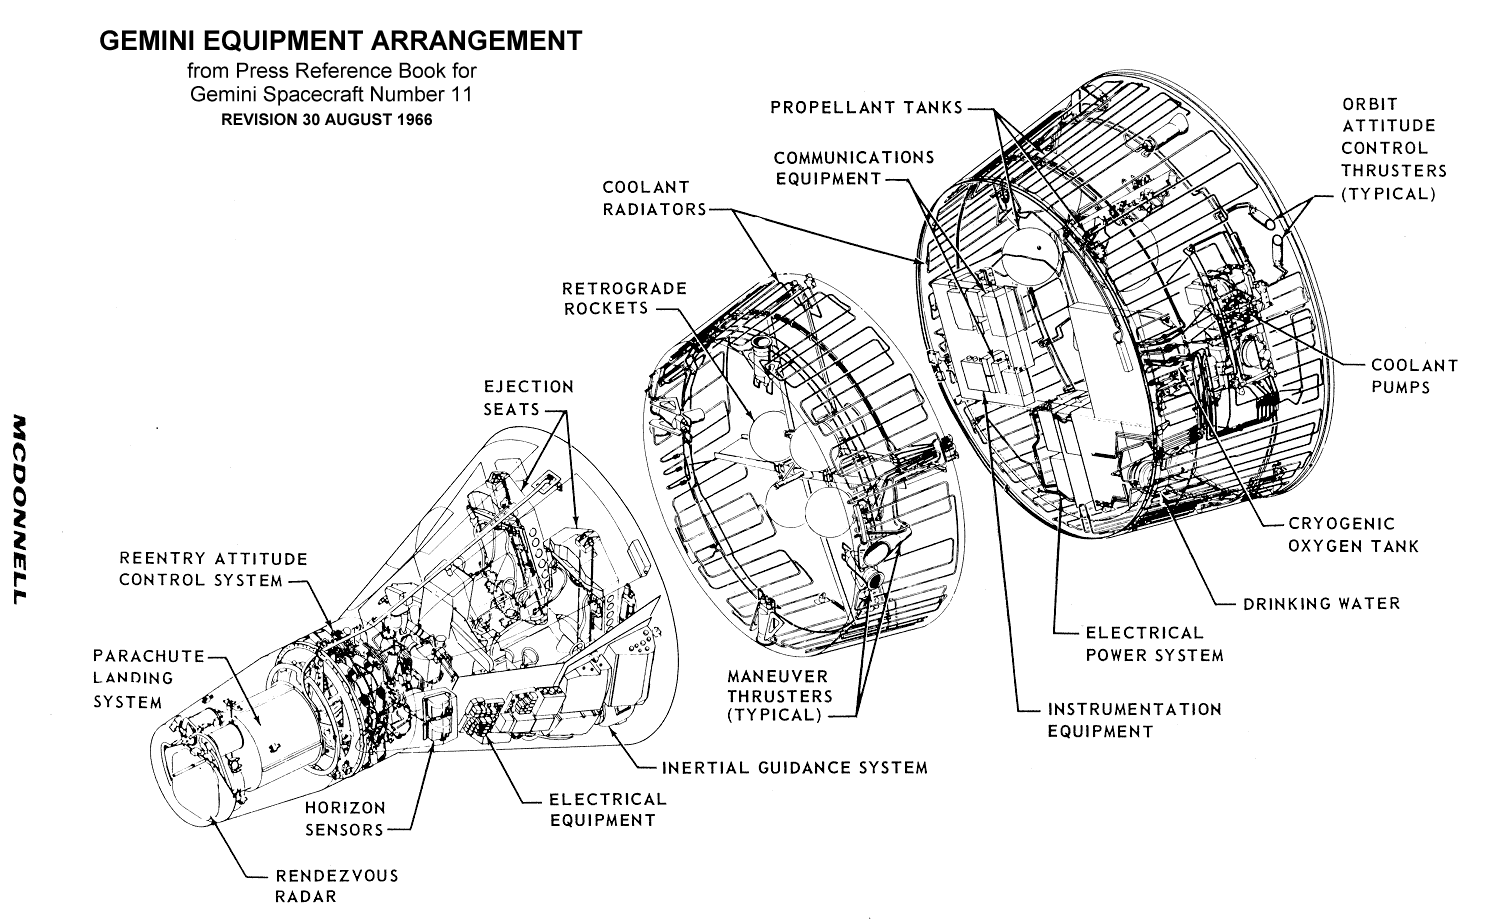 GEMINI EQUIPMENT ARRANGEMENT
from Press Reference Book for
Gemini Spacecraft Number 11
REVISION 30 AUGUST 1966
PROPELLANT TANKS
COMMUNICATIONS
EQUIPMENT
COOLANT
RADIATORS
RETROGRADE
ROCKETS
EJECTION
SEATS
REENTRY ATTITUDE
CONTROL SYSTEM
PARACHUTE
LANDING
SYSTEM
ORBIT
ATTITUDE
CONTROL
THRUSTERS
(TYPICAL)
COOLANT
PUMPS
CRYOGENIC
OXYGEN TANK
DRINKING WATER
ELECTRICAL
POWER SYSTEM
INSTRUMENTATION
EQUIPMENT
MANEUVER
THRUSTERS
(TYPICAL)
INERTIAL GUIDANCE SYSTEM
ELECTRICAL
EQUIPMENT
HORIZON
SENSORS
RENDEZVOUS
RADAR
MCDONNELL